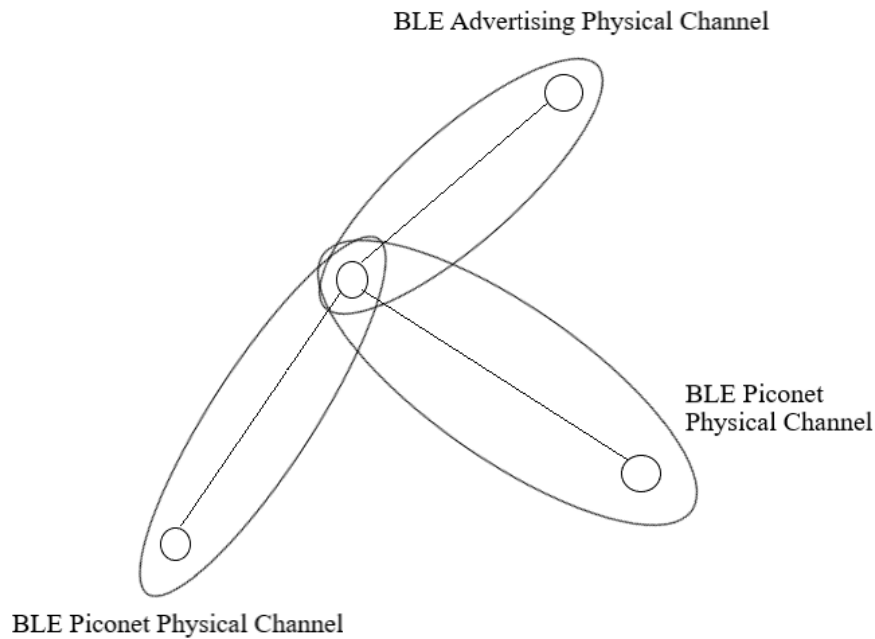 BLE Advertising Physical Channel
BLE Piconet
Physical Channel
BLE Piconet Physical Channel